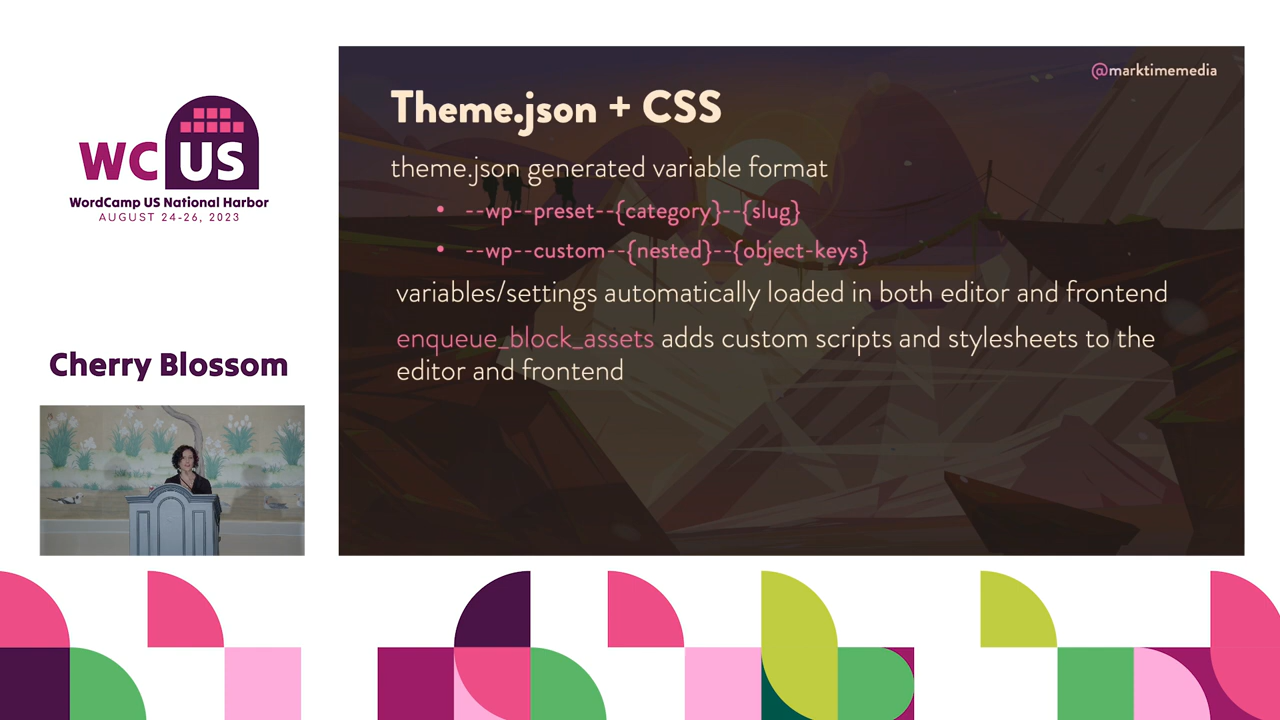 WC US
WordCamp US National Harbor
AUGUST 24-26, 2023
Cherry Blossom
@marktimemedia
Theme.json + CSS
theme.json generated variable format
• --wp--preset--{category}--{slug}
• --wp--custom--{nested}--{object-keys}
variables/settings automatically loaded in both editor and frontend
enqueue_block_assets adds custom scripts and stylesheets to the
editor and frontend